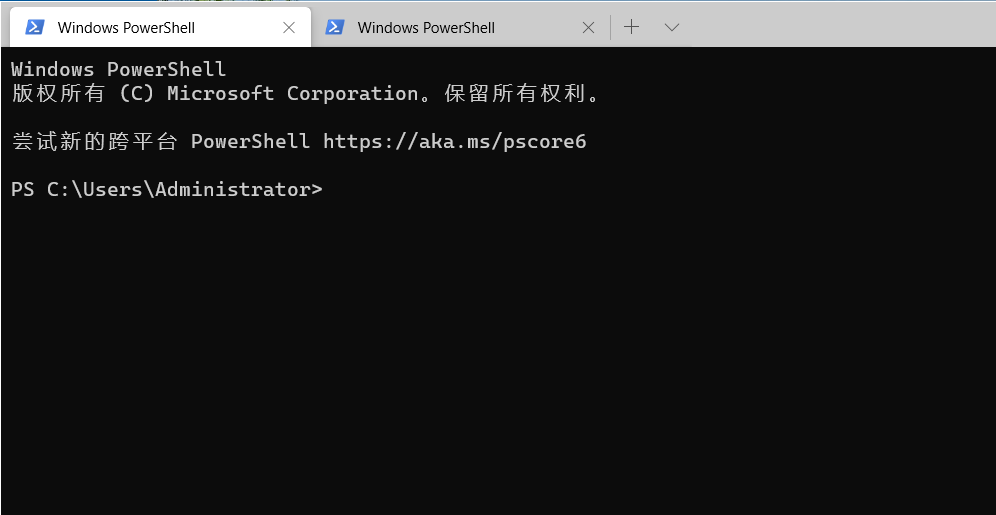 Windows PowerShell
Windows PowerShell
Windows PowerShell
版权所有 (C) Microsoft Corporation。保留所有权利。
尝试新的跨平台 PowerShell https://aka.ms/pscore6
PS C:\Users\Administrator>